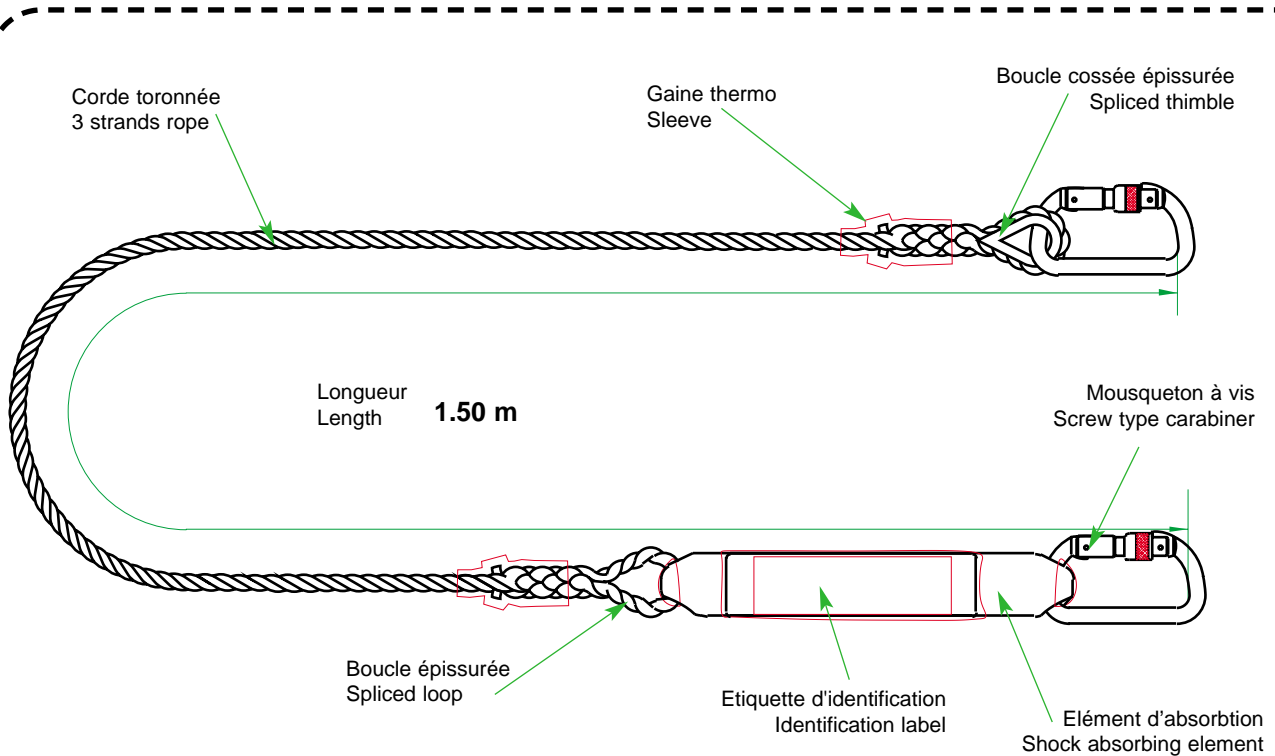 Corde toronnée
3 strands rope
Gaine thermo
Sleeve
Boucle cossée épissurée
Spliced thimble
Longueur
Length
1.50 m
Mousqueton à vis
Screw type carabiner
Boucle épissurée
Spliced loop
Etiquette d'identification
Identification label
Elément d’absorbtion
Shock absorbing element